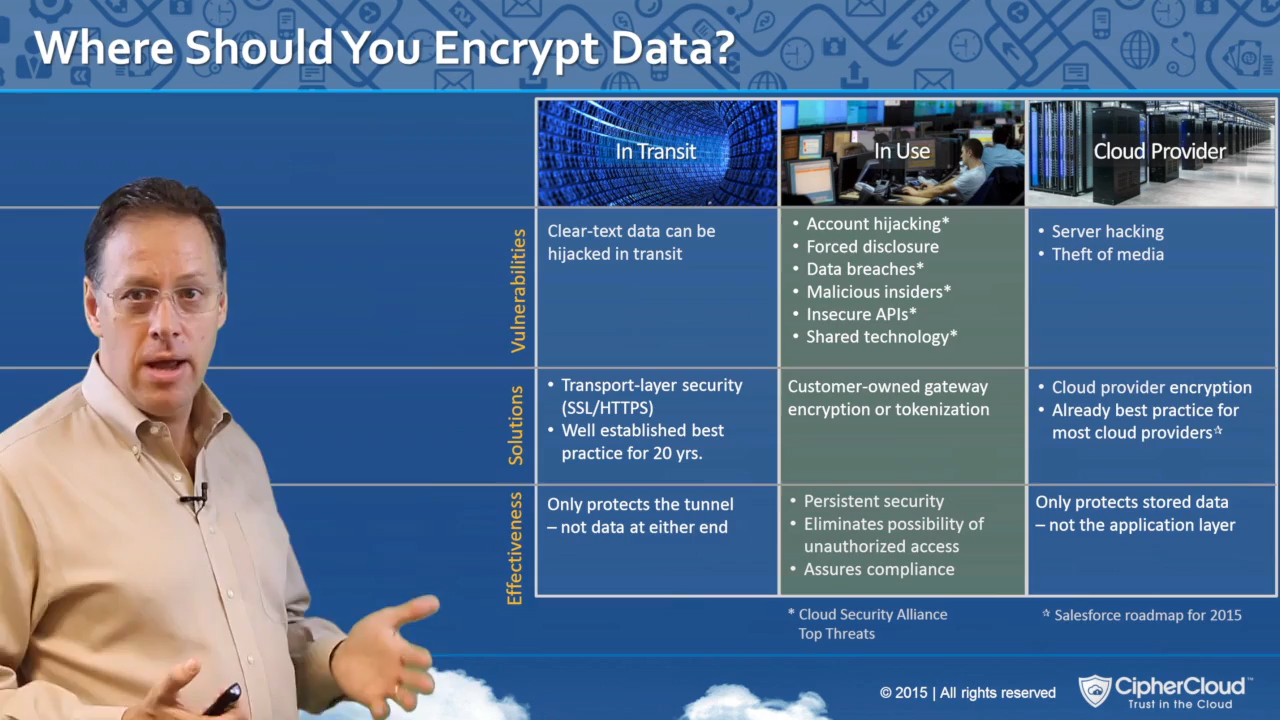 Where Should You Encrypt Data?
In Transit
In Use
Cloud Provider
Vulnerabilities
Clear-text data can be
hijacked in transit
• Account hijacking*
• Forced disclosure
• Data breaches*
• Malicious insiders*
• Insecure APIs*
• Shared technology*
• Server hacking
• Theft of media
Solutions
• Transport-layer security
(SSL/HTTPS)
• Well established best
practice for 20 yrs.
Customer-owned gateway
encryption or tokenization
• Cloud provider encryption
• Already best practice for
most cloud providers☆
Effectiveness
Only protects the tunnel
– not data at either end
• Persistent security
• Eliminates possibility of
unauthorized access
• Assures compliance
Only protects stored data
– not the application layer
* Cloud Security Alliance
Top Threats
☆ Salesforce roadmap for 2015
© 2015 | All rights reserved
CipherCloud™
Trust in the Cloud